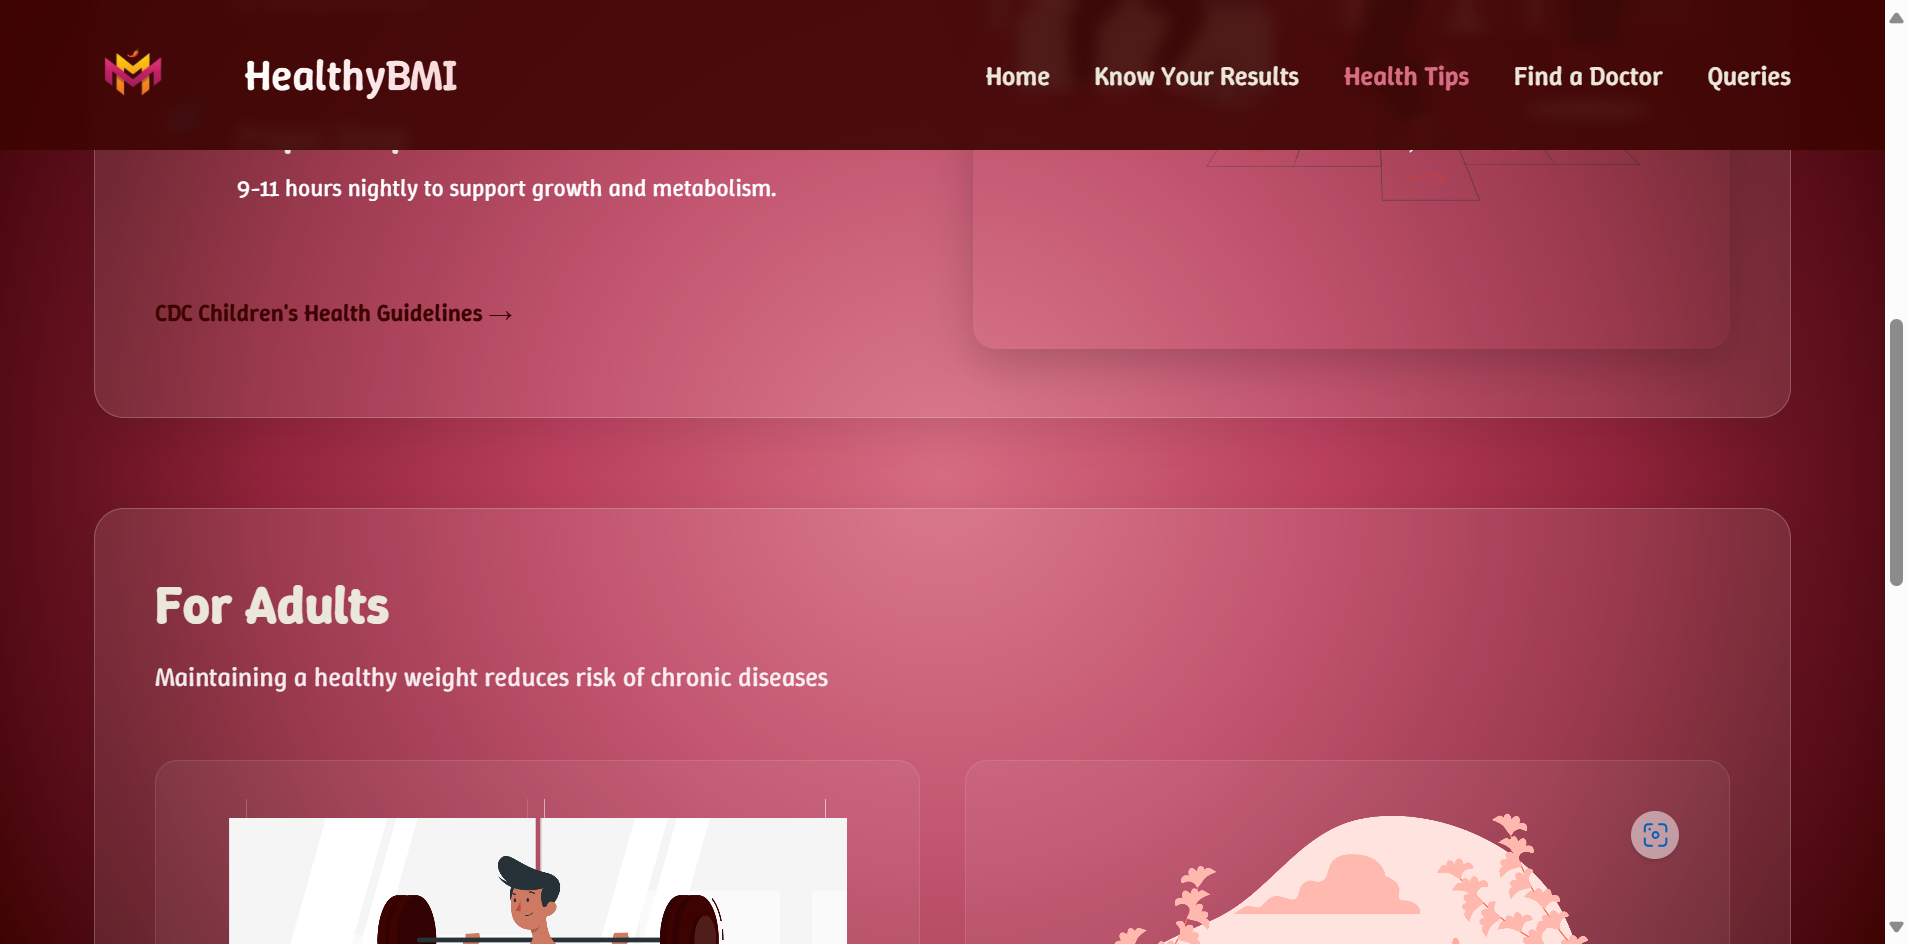 HealthyBMI
Home Know Your Results Health Tips Find a Doctor Queries
9-11 hours nightly to support growth and metabolism.
CDC Children's Health Guidelines →
For Adults
Maintaining a healthy weight reduces risk of chronic diseases